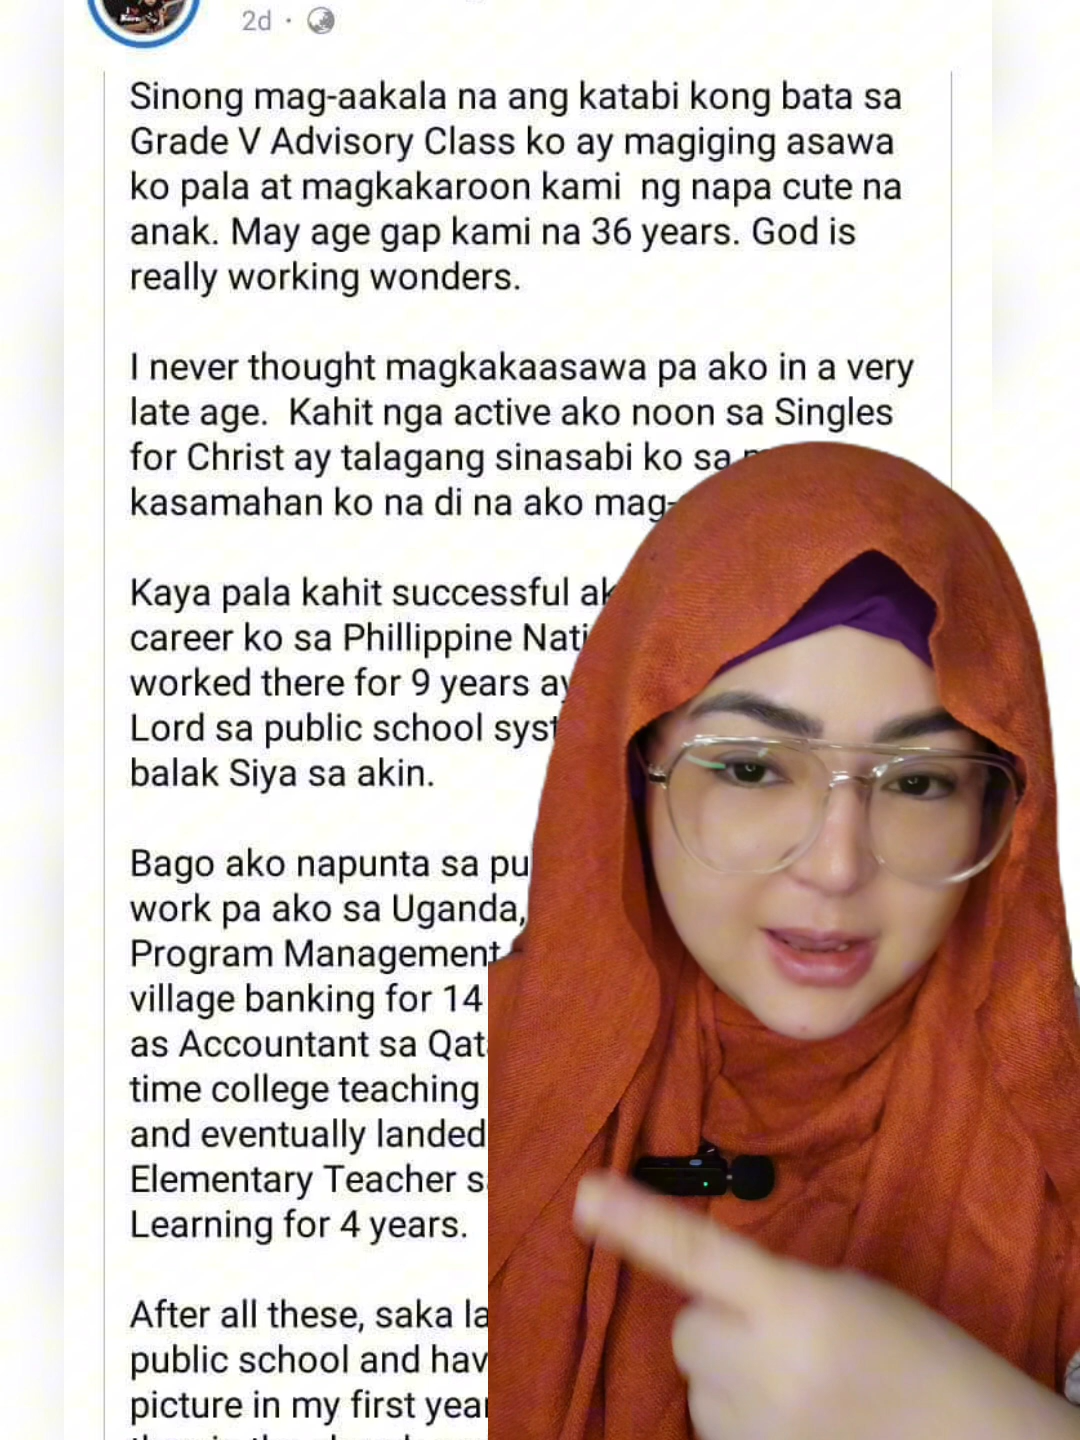 2d ·
Sinong mag-aakala na ang katabi kong bata sa
Grade V Advisory Class ko ay magiging asawa
ko pala at magkakaroon kami ng napa cute na
anak. May age gap kami na 36 years. God is
really working wonders.
I never thought magkakaasawa pa ako in a very
late age. Kahit nga active ako noon sa Singles
for Christ ay talagang sinasabi ko sa
kasamahan ko na di na ako mag-
Kaya pala kahit successful
career ko sa Phillippine
worked there for 9 years
Lord sa public school
balak Siya sa akin.
Bago ako napunta sa
work pa ako sa Uganda,
Program Management
village banking for 14
as Accountant sa
time college teaching
and eventually landed
Elementary Teacher
Learning for 4 years.
After all these, saka
public school and
picture in my first